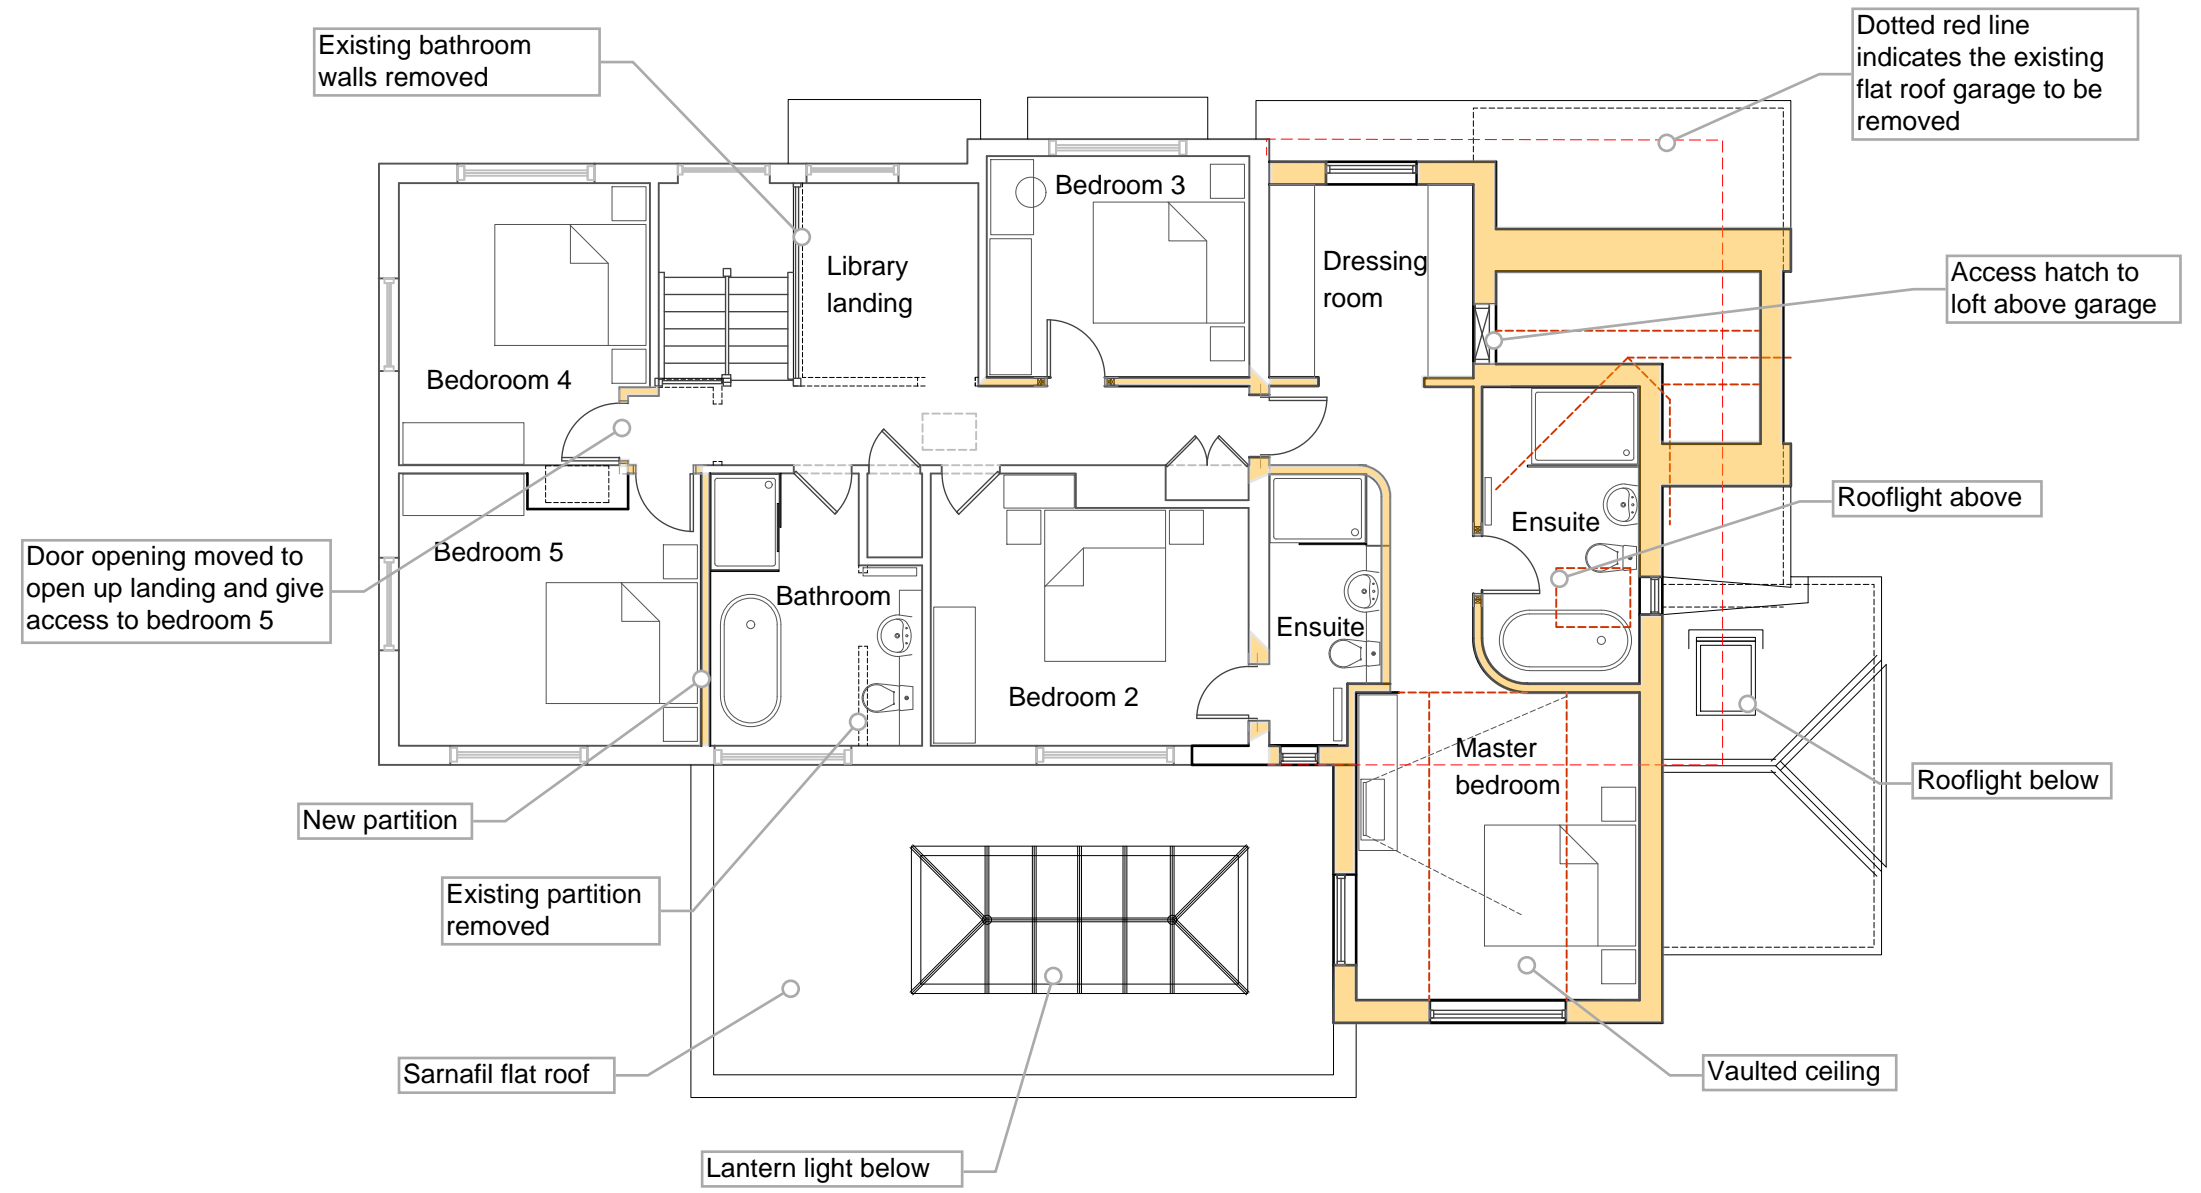 Dotted red line
indicates the existing
flat roof garage to be
removed
Existing bathroom
walls removed
Bedroom 3
Library
landing
Dressing
room
Access hatch to
loft above garage
Bedoroom 4
Rooflight above
Ensuite
Door opening moved to
open up landing and give
access to bedroom 5
Bedroom 5
Bathroom
Ensuite
Bedroom 2
Master
bedroom
Rooflight below
New partition
Existing partition
removed
Sarnafil flat roof
Vaulted ceiling
Lantern light below